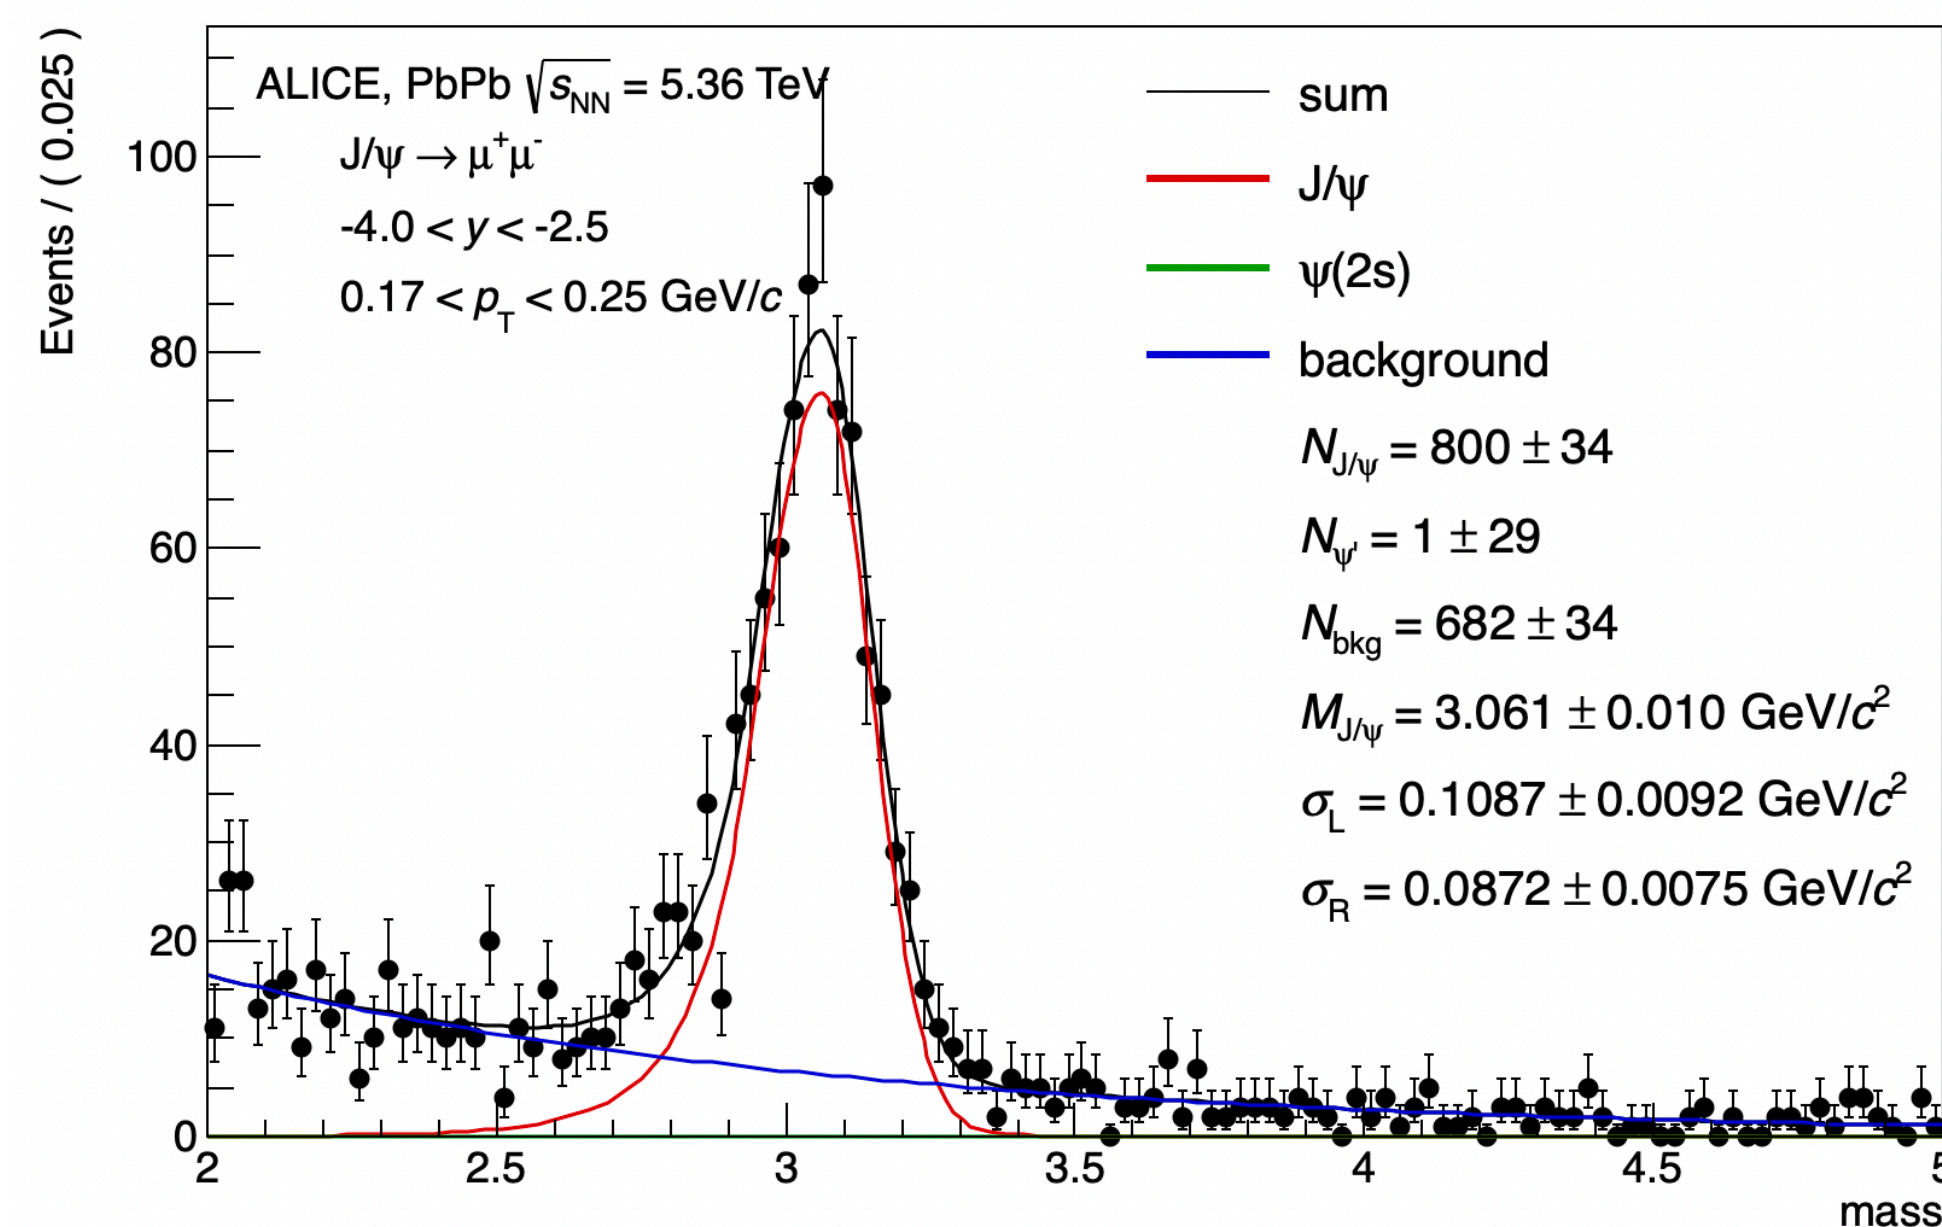 Events / ( 0.025 )
ALICE, PbPb √s_NN = 5.36 TeV
J/ψ → μ⁺μ⁻
-4.0 < y < -2.5
0.17 < p_T < 0.25 GeV/c
sum
J/ψ
ψ(2s)
background
N_J/ψ = 800 ± 34
N_ψ' = 1 ± 29
N_bkg = 682 ± 34
M_J/ψ = 3.061 ± 0.010 GeV/c²
σ_L = 0.1087 ± 0.0092 GeV/c²
σ_R = 0.0872 ± 0.0075 GeV/c²
100
80
60
40
20
0
2 2.5 3 3.5 4 4.5 5
mass